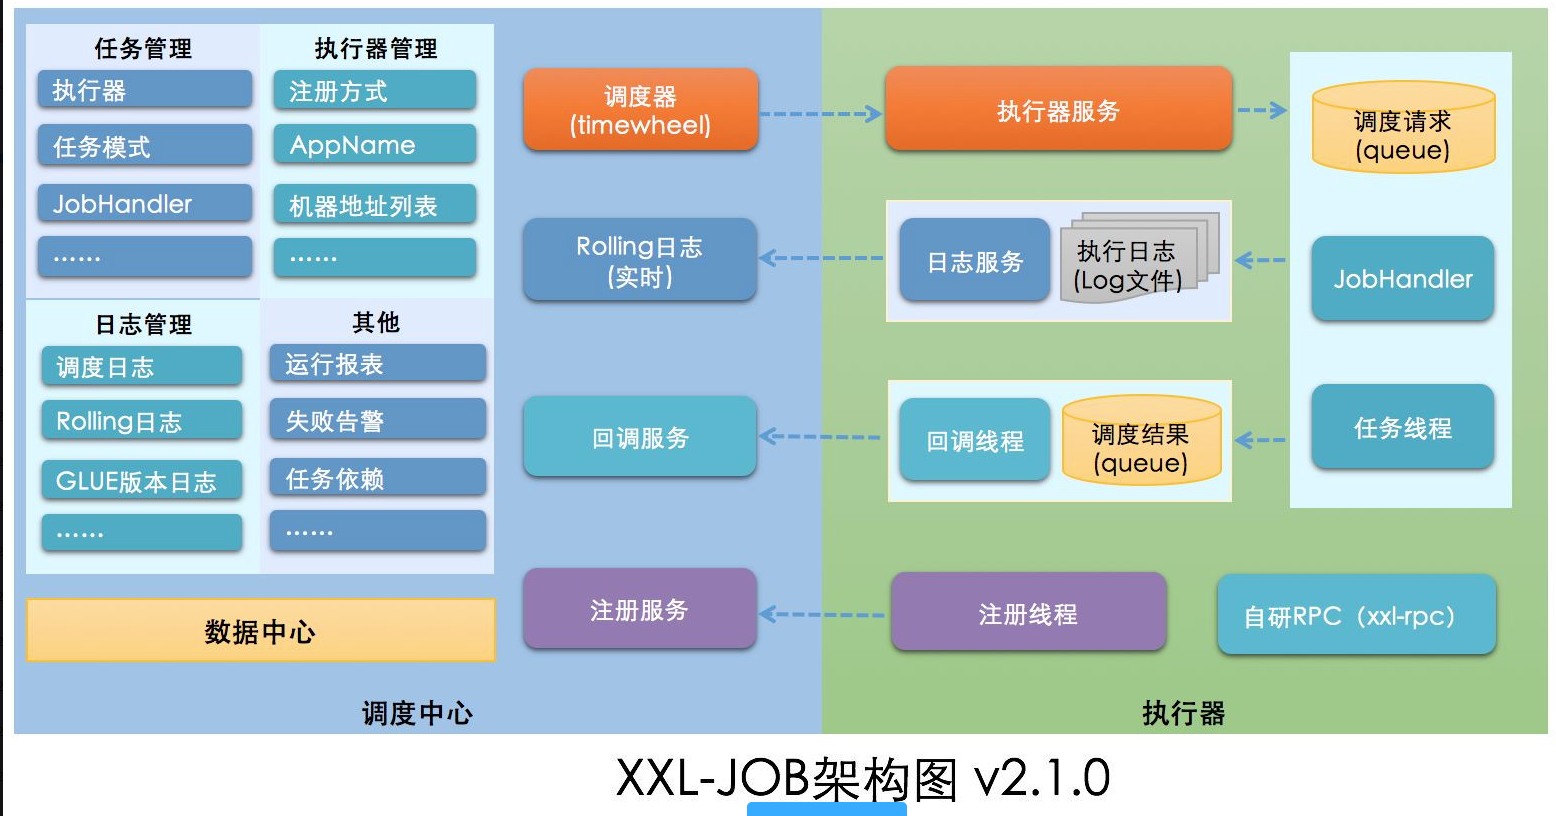 任务管理
执行器
任务模式
JobHandler
......
执行器管理
注册方式
AppName
机器地址列表
......
日志管理
调度日志
Rolling日志
GLUE版本日志
......
其他
运行报表
失败告警
任务依赖
......
数据中心
调度器
(timewheel)
Rolling日志
(实时)
回调服务
注册服务
调度中心
执行器服务
日志服务
执行日志
(Log文件)
回调线程
调度结果
(queue)
注册线程
调度请求
(queue)
JobHandler
任务线程
自研RPC（xxl-rpc）
执行器
XXL-JOB架构图 v2.1.0